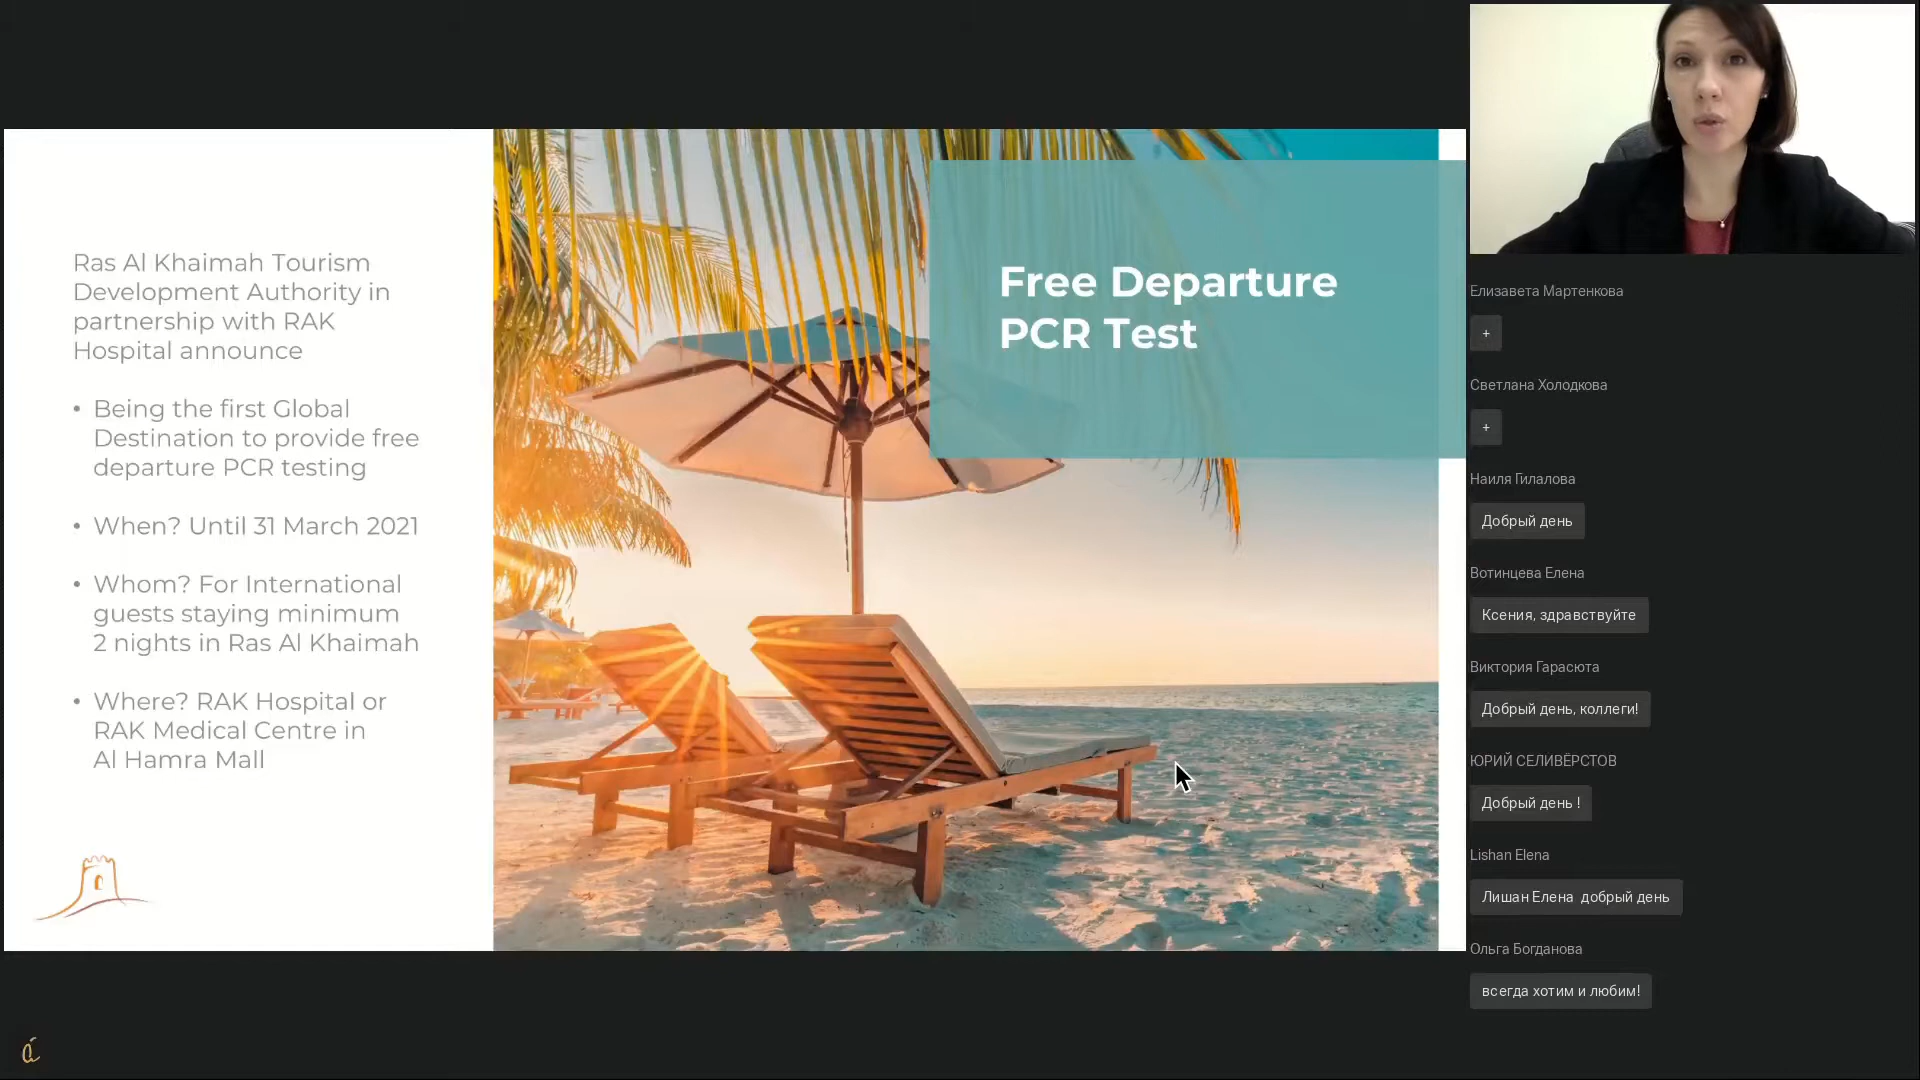 Ras Al Khaimah Tourism
Development Authority in
partnership with RAK
Hospital announce
• Being the first Global
Destination to provide free
departure PCR testing
• When? Until 31 March 2021
• Whom? For International
guests staying minimum
2 nights in Ras Al Khaimah
• Where? RAK Hospital or
RAK Medical Centre in
Al Hamra Mall
Free Departure
PCR Test
Елизавета Мартенкова
+
Светлана Холодкова
+
Наиля Гилалова
Добрый день
Вотинцева Елена
Ксения, здравствуйте
Виктория Гарасюта
Добрый день, коллеги!
ЮРИЙ СЕЛИВЁРСТОВ
Добрый день !
Lishan Elena
Лишан Елена добрый день
Ольга Богданова
всегда хотим и любим!
á